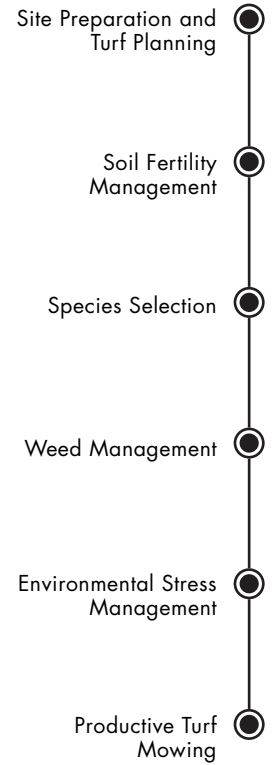 Site Preparation and
Turf Planning
Soil Fertility
Management
Species Selection
Weed Management
Environmental Stress
Management
Productive Turf
Mowing